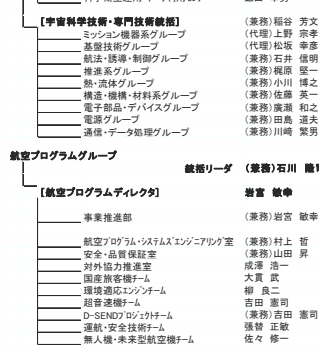 [宇宙科学技術・専門技術統括] (兼務)稲谷 芳文
ミッション機器系グループ (代理)上野 宗孝
基盤技術グループ (代理)松坂 幸彦
航法・誘導・制御グループ (兼務)石井 信明
推進系グループ (兼務)梶原 堅一
熱・流体グループ (兼務)小川 博之
構造・機構・材料系グループ (兼務)佐藤 英一
電子部品・デバイスグループ (兼務)廣瀬 和之
電源グループ (兼務)田島 道夫
通信・データ処理グループ (兼務)川﨑 繁男
航空プログラムグループ
統括リーダ (兼務)石川 隆司
[航空プログラムディレクタ] 岩宮 敏幸
事業推進部 (兼務)岩宮 敏幸
航空プログラム・システムズエンジニアリング室 (兼務)村上 哲
安全・品質保証室 (兼務)山田 昇
対外協力推進室 成澤 浩一
国産旅客機チーム 大貫 武
環境適応エンジンチーム 柳 良二
超音速機チーム 吉田 憲司
D-SENDプロジェクトチーム (兼務)吉田 憲司
運航・安全技術チーム 張替 正敏
無人機・未来型航空機チーム 佐々 修一